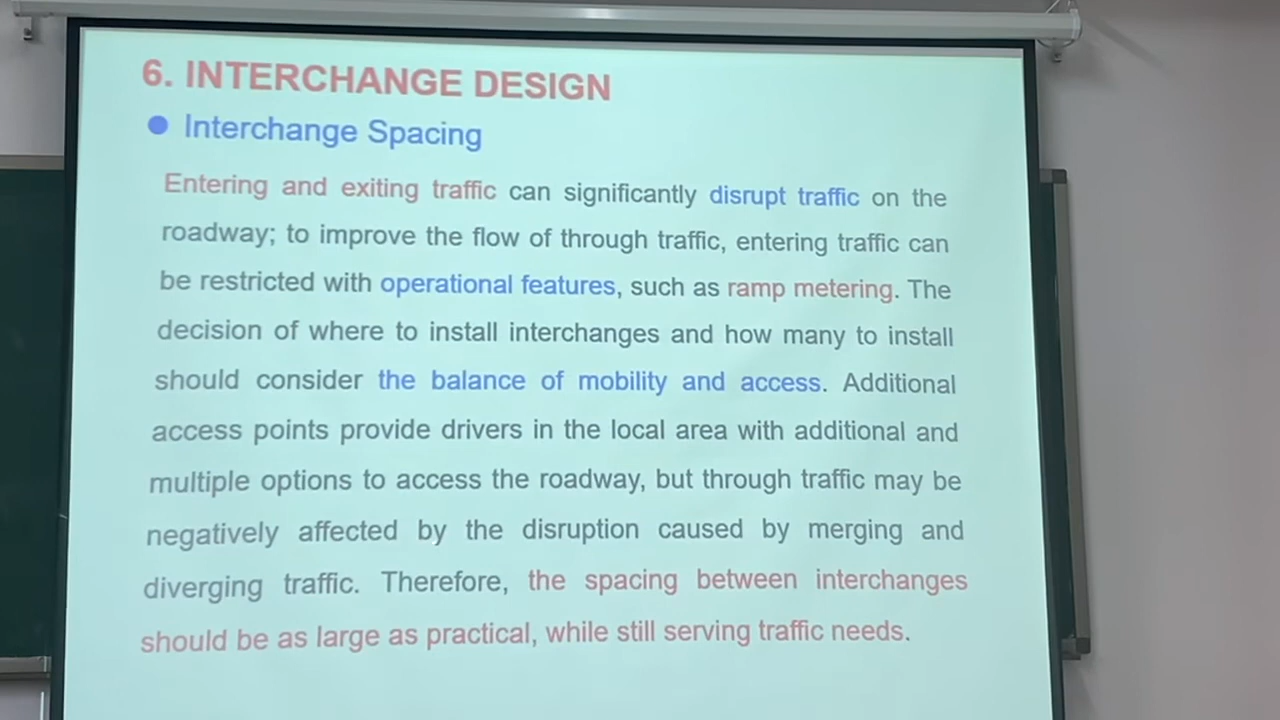 6. INTERCHANGE DESIGN
● Interchange Spacing
Entering and exiting traffic can significantly disrupt traffic on the
roadway; to improve the flow of through traffic, entering traffic can
be restricted with operational features, such as ramp metering. The
decision of where to install interchanges and how many to install
should consider the balance of mobility and access. Additional
access points provide drivers in the local area with additional and
multiple options to access the roadway, but through traffic may be
negatively affected by the disruption caused by merging and
diverging traffic. Therefore, the spacing between interchanges
should be as large as practical, while still serving traffic needs.